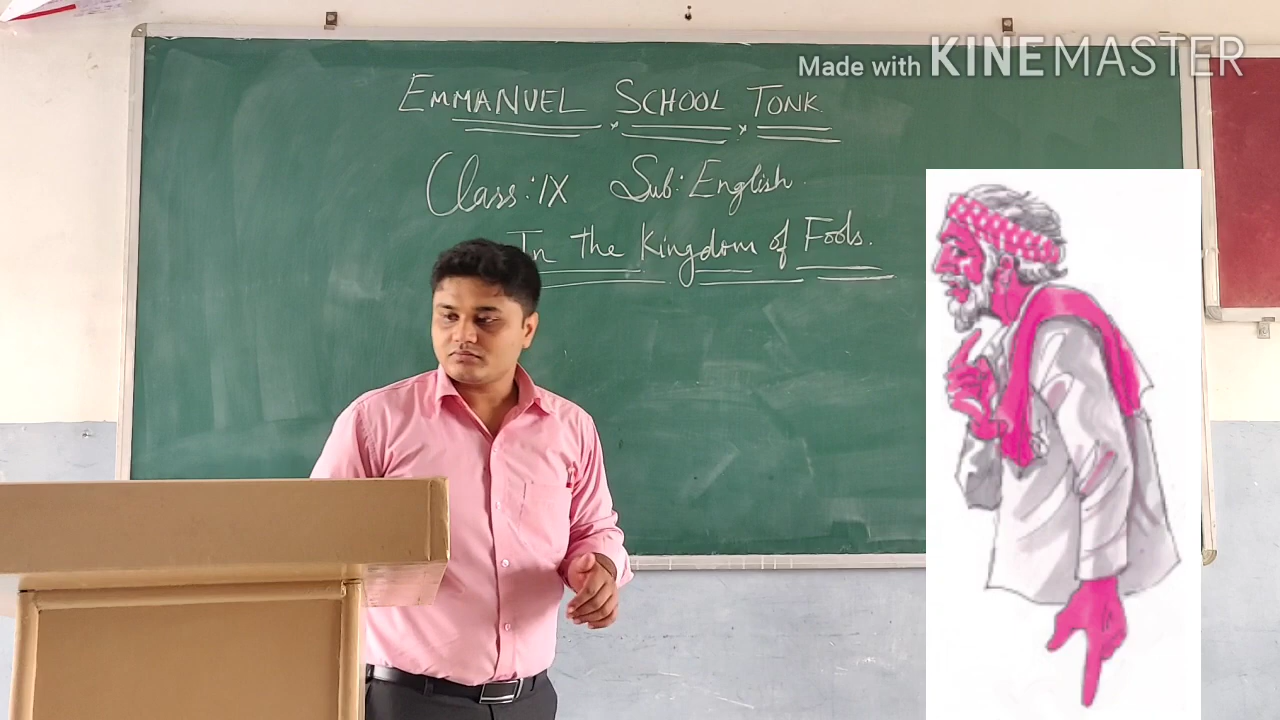 Made with KINEMASTER
EMMANUEL SCHOOL TONK
Class: IX Sub: English
In the Kingdom of Fools.